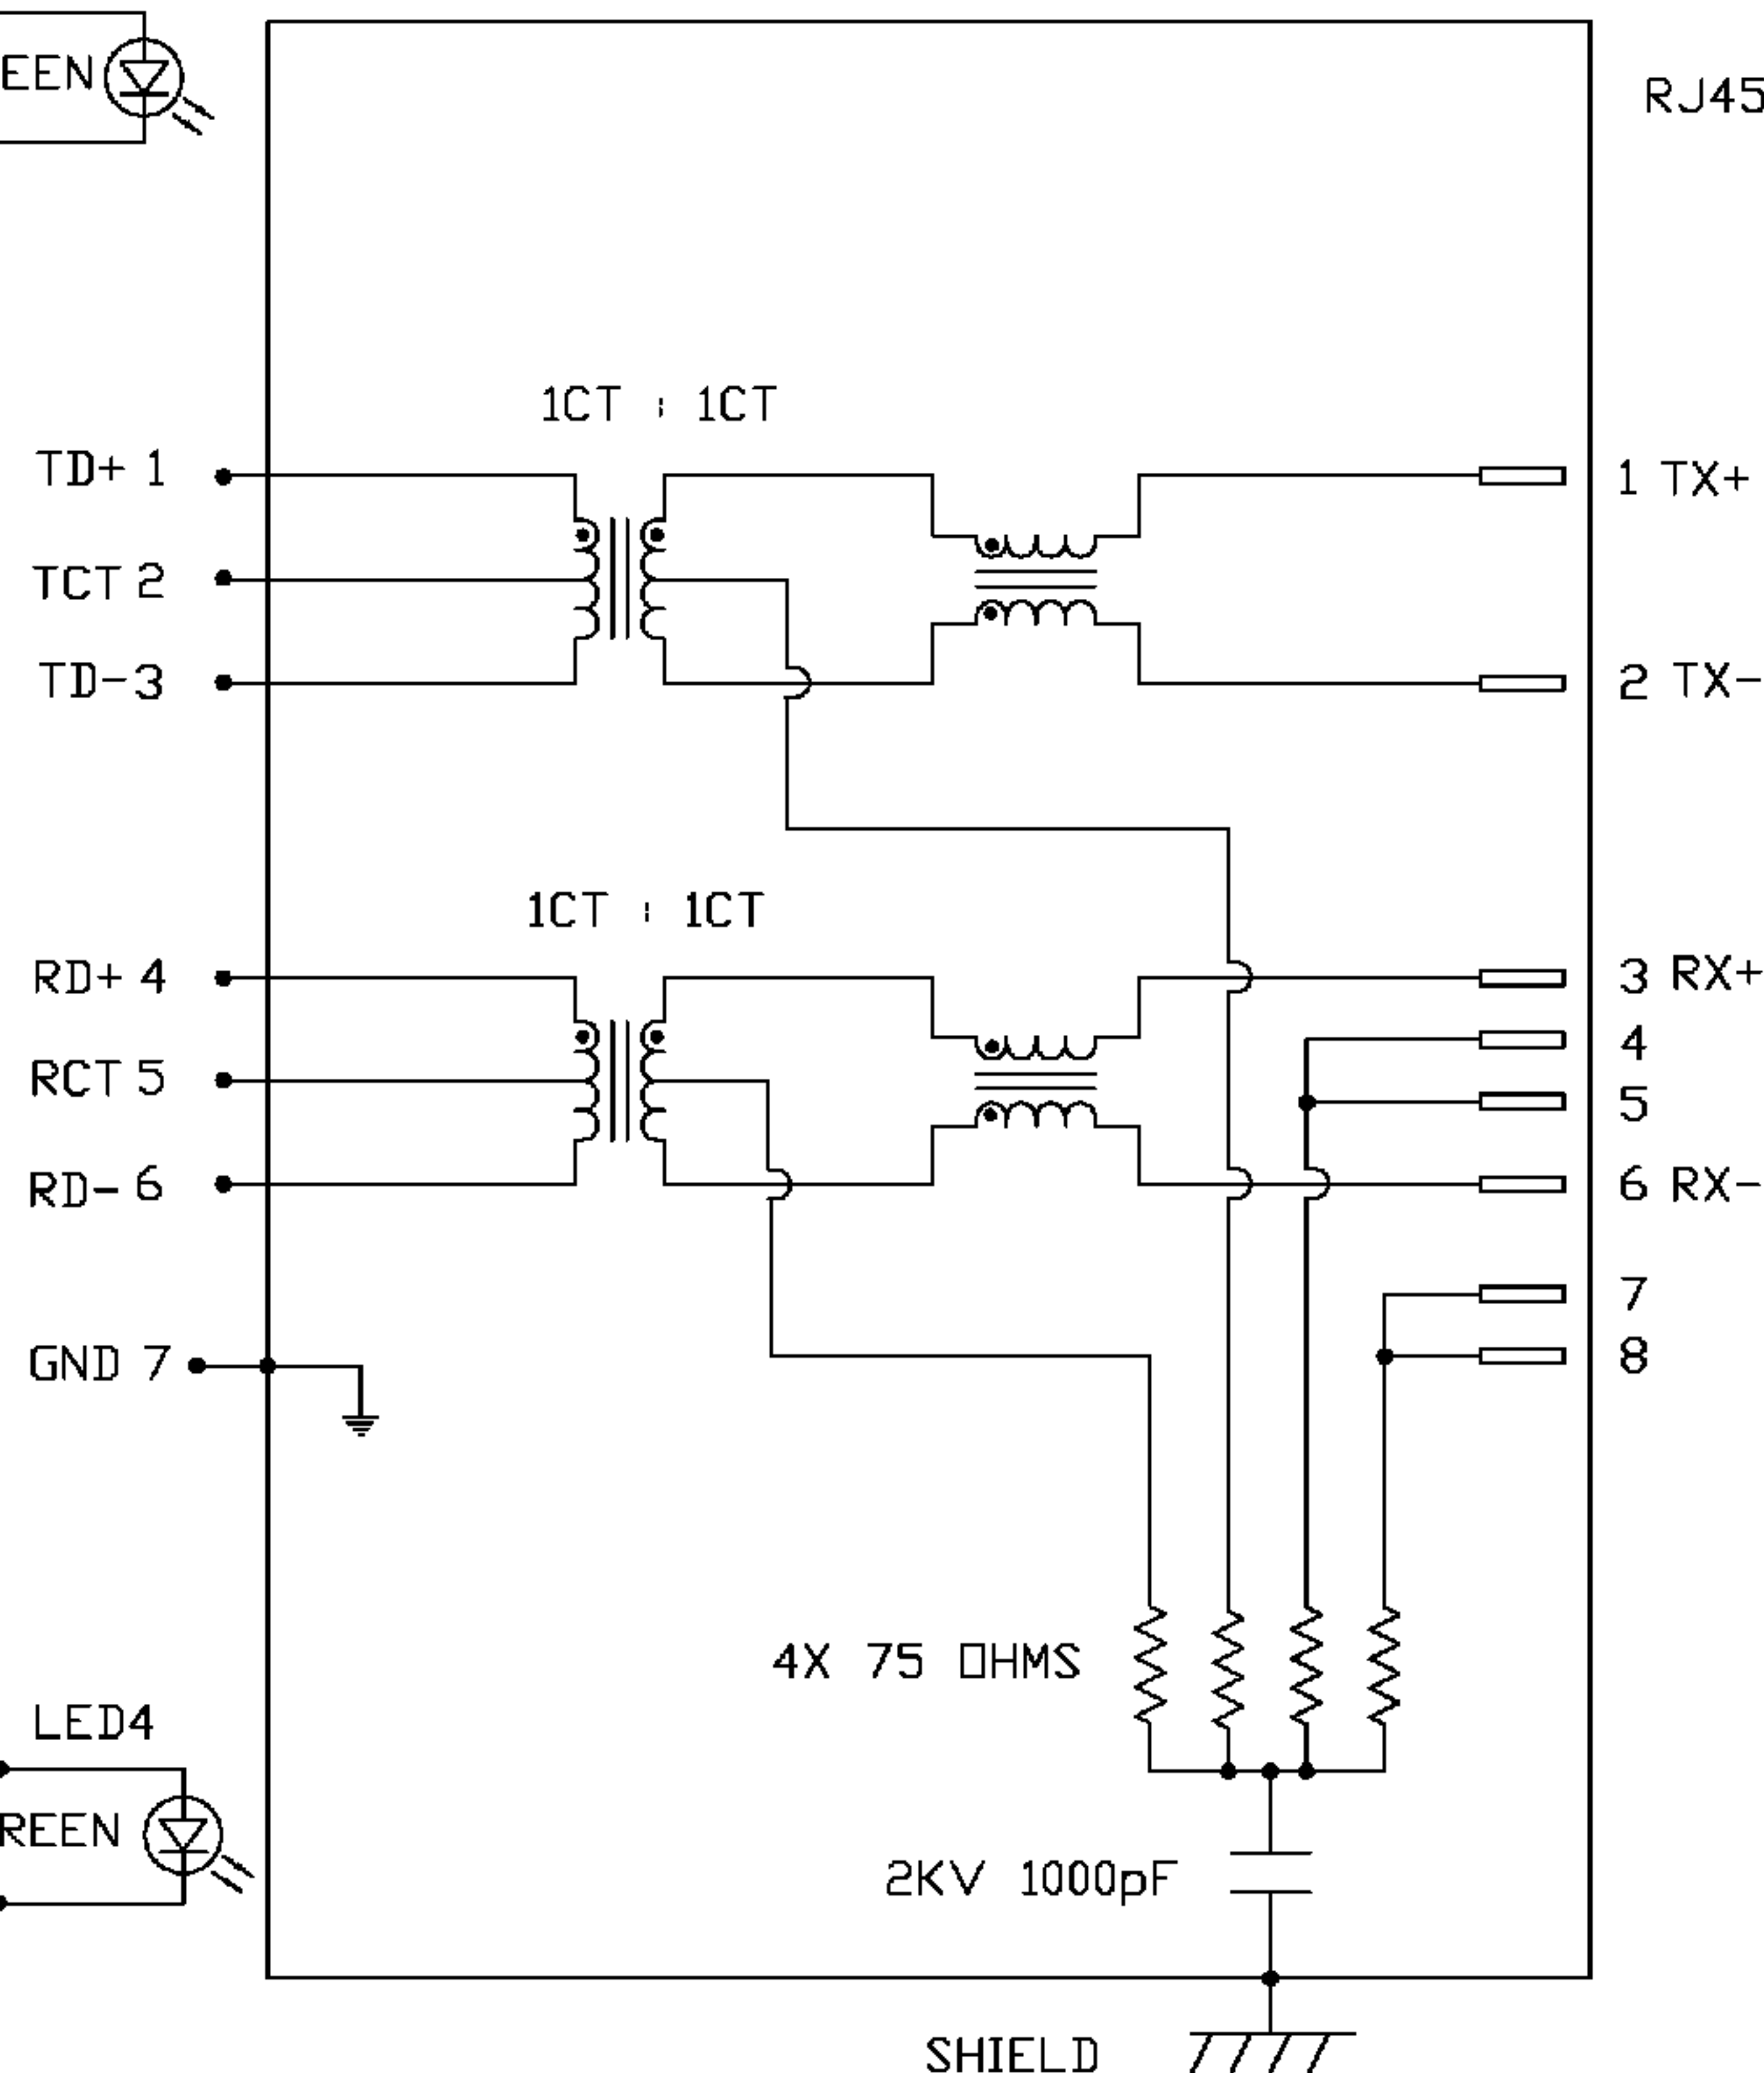 EEN
RJ45
1CT : 1CT
TD+ 1
1 TX+
TCT 2
TD-3
2 TX-
1CT : 1CT
RD+ 4
3 RX+
4
RCT 5
5
RD- 6
6 RX-
7
GND 7
8
4X 75 OHMS
LED4
REEN
2KV 1000pF
SHIELD